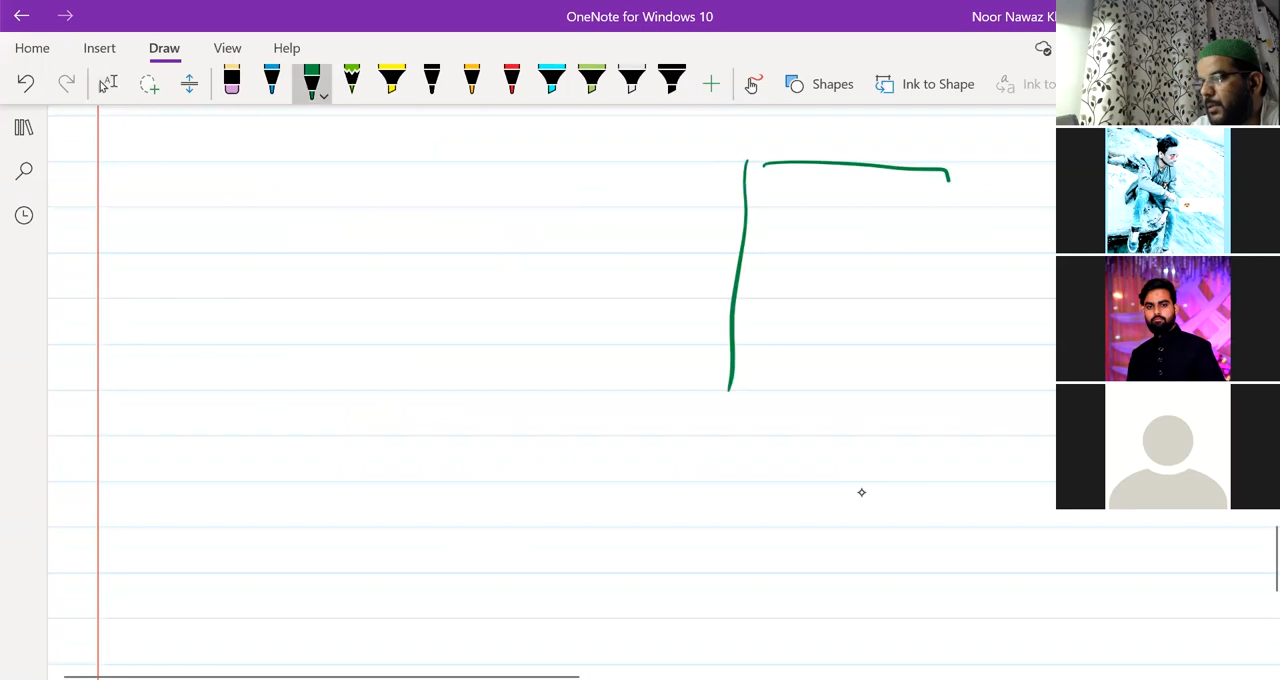 OneNote for Windows 10
Noor Nawaz K
Home Insert Draw View Help
Shapes Ink to Shape Ink to